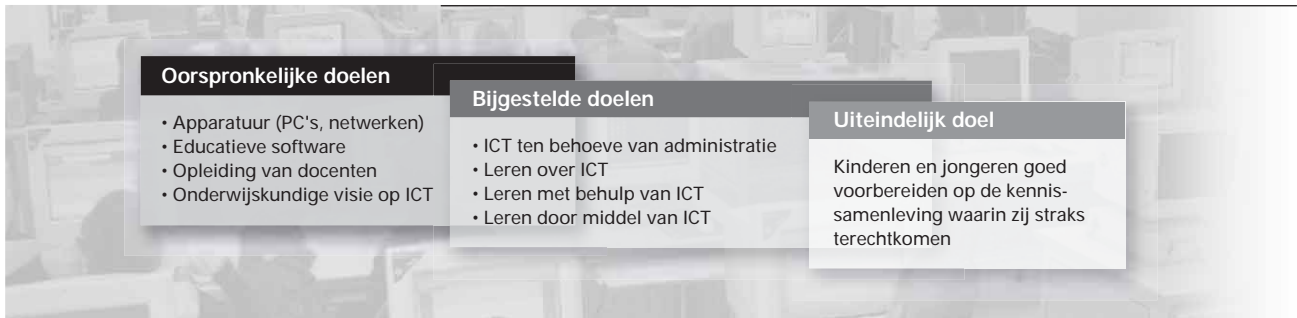 Oorspronkelijke doelen
• Apparatuur (PC's, netwerken)
• Educatieve software
• Opleiding van docenten
• Onderwijskundige visie op ICT
Bijgestelde doelen
• ICT ten behoeve van administratie
• Leren over ICT
• Leren met behulp van ICT
• Leren door middel van ICT
Uiteindelijk doel
Kinderen en jongeren goed
voorbereiden op de kennis-
samenleving waarin zij straks
terechtkomen